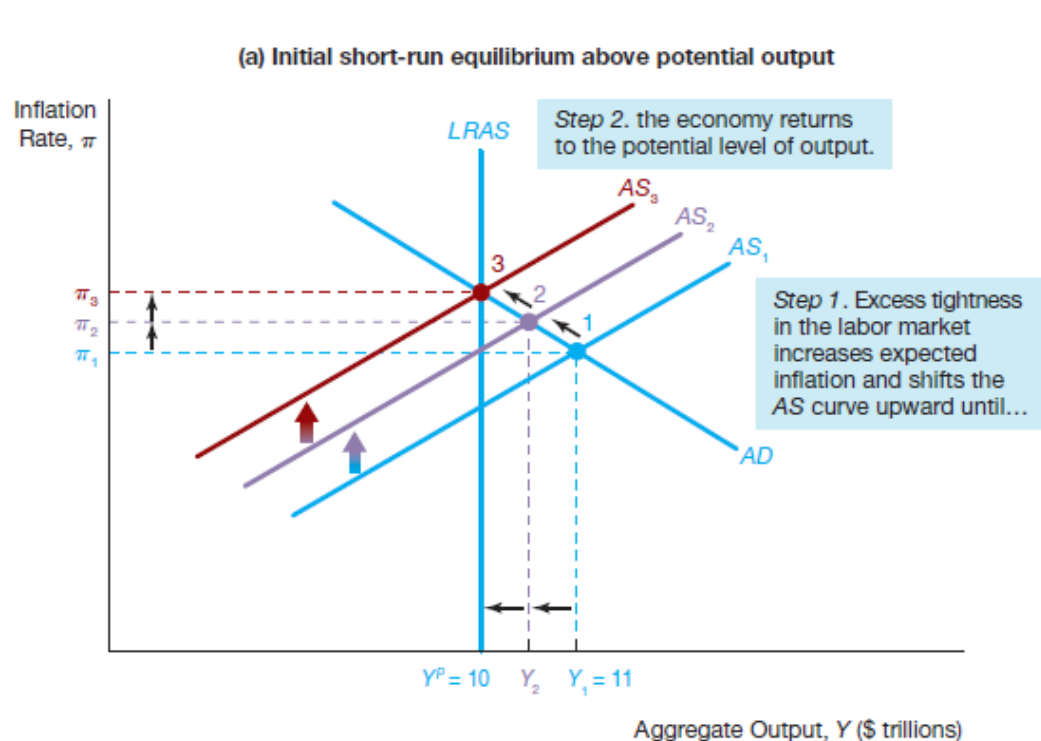 (a) Initial short-run equilibrium above potential output
Inflation
Rate, π
LRAS
Step 2. the economy returns
to the potential level of output.
AS₃
AS₂
AS₁
3
2
1
π₃
π₂
π₁
Step 1. Excess tightness
in the labor market
increases expected
inflation and shifts the
AS curve upward until…
AD
Yᴾ = 10
Y₂
Y₁ = 11
Aggregate Output, Y ($ trillions)